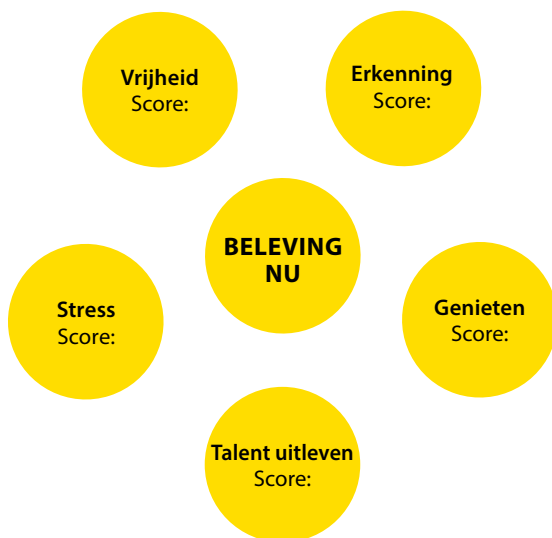 Vrijheid
Score:
Erkenning
Score:
BELEVING
NU
Stress
Score:
Genieten
Score:
Talent uitleven
Score: